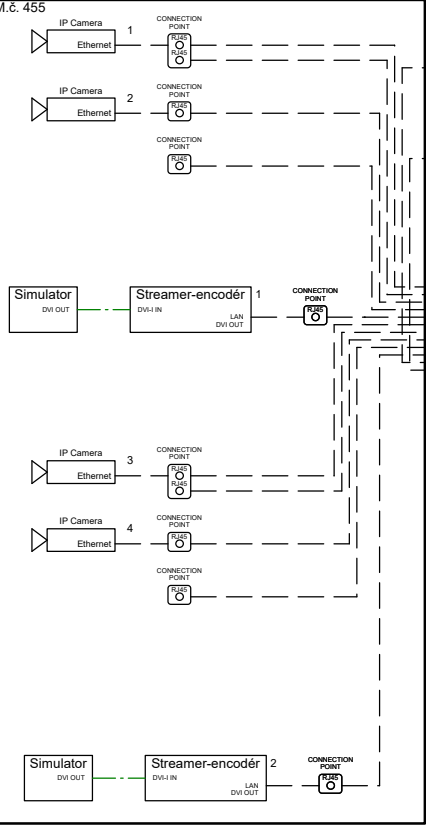 M.č. 455
IP Camera
Ethernet
1
CONNECTION
POINT
RJ45
RJ45
IP Camera
Ethernet
2
CONNECTION
POINT
RJ45
CONNECTION
POINT
RJ45
Simulator
DVI OUT
Streamer-encodér
DVI-I IN
LAN
DVI OUT
1
CONNECTION
POINT
RJ45
IP Camera
Ethernet
3
CONNECTION
POINT
RJ45
RJ45
IP Camera
Ethernet
4
CONNECTION
POINT
RJ45
CONNECTION
POINT
RJ45
Simulator
DVI OUT
Streamer-encodér
DVI-I IN
LAN
DVI OUT
2
CONNECTION
POINT
RJ45